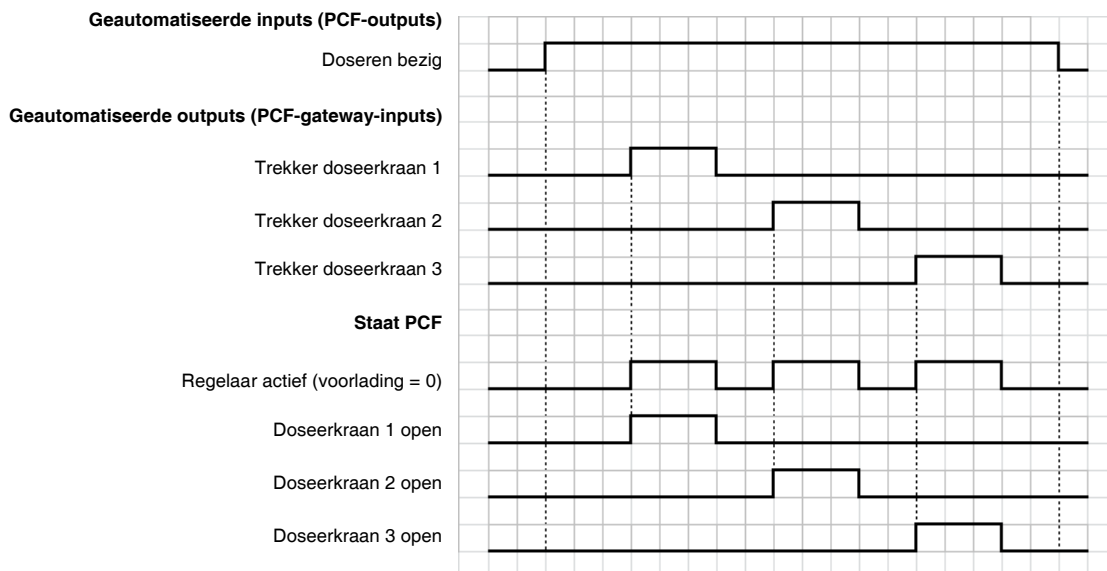 Geautomatiseerde inputs (PCF-outputs)
Doseren bezig
Geautomatiseerde outputs (PCF-gateway-inputs)
Trekker doseerkraan 1
Trekker doseerkraan 2
Trekker doseerkraan 3
Staat PCF
Regelaar actief (voorlading = 0)
Doseerkraan 1 open
Doseerkraan 2 open
Doseerkraan 3 open